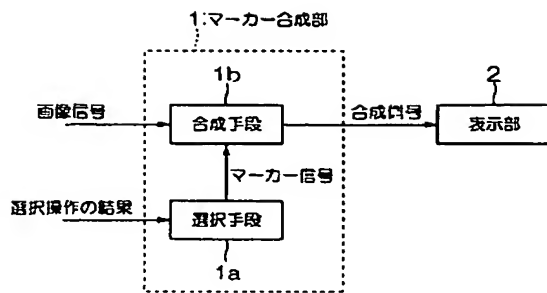 1:マーカー合成部
1b
2
画像信号
合成手段
合成信号
表示部
マーカー信号
選択操作の結果
選択手段
1a